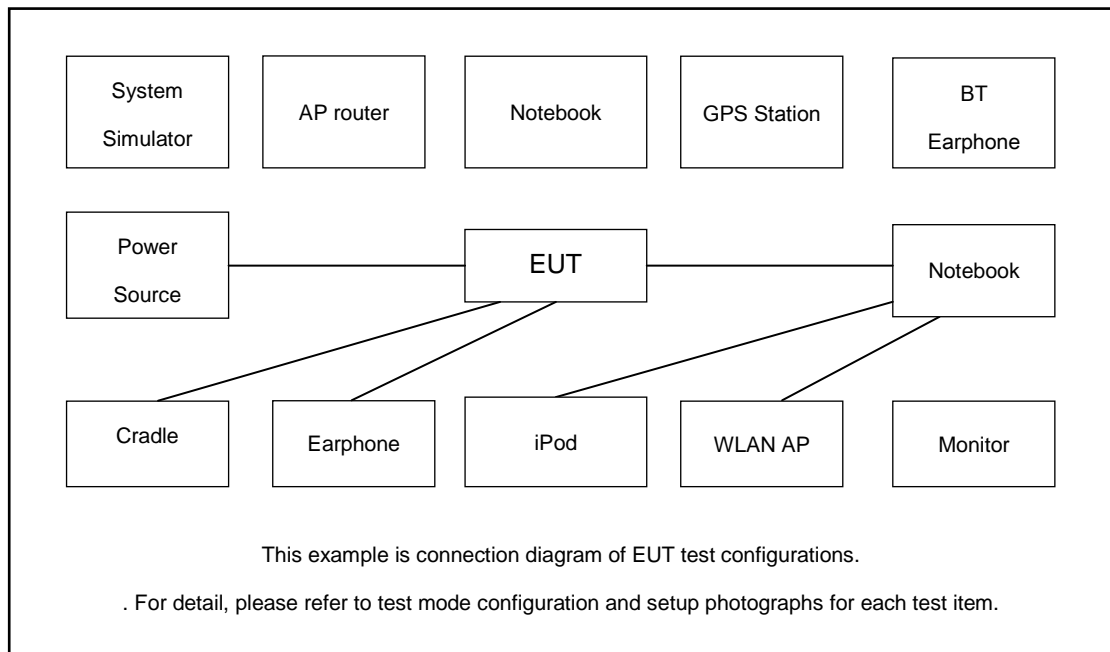 System
Simulator
AP router
Notebook
GPS Station
BT
Earphone
Power
Source
EUT
Notebook
Cradle
Earphone
iPod
WLAN AP
Monitor
This example is connection diagram of EUT test configurations.
. For detail, please refer to test mode configuration and setup photographs for each test item.